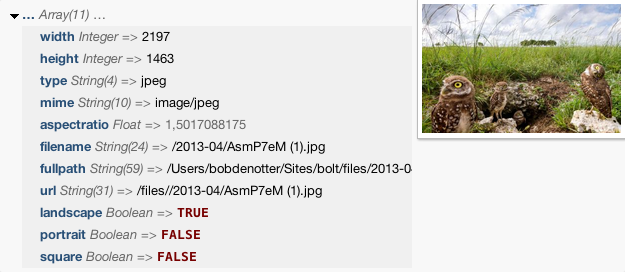 ... Array(11) ...
width Integer => 2197
height Integer => 1463
type String(4) => jpeg
mime String(10) => image/jpeg
aspectratio Float => 1,5017088175
filename String(24) => /2013-04/AsmP7eM (1).jpg
fullpath String(59) => /Users/bobdenotter/Sites/bolt/files/2013-0
url String(31) => /files//2013-04/AsmP7eM (1).jpg
landscape Boolean => TRUE
portrait Boolean => FALSE
square Boolean => FALSE